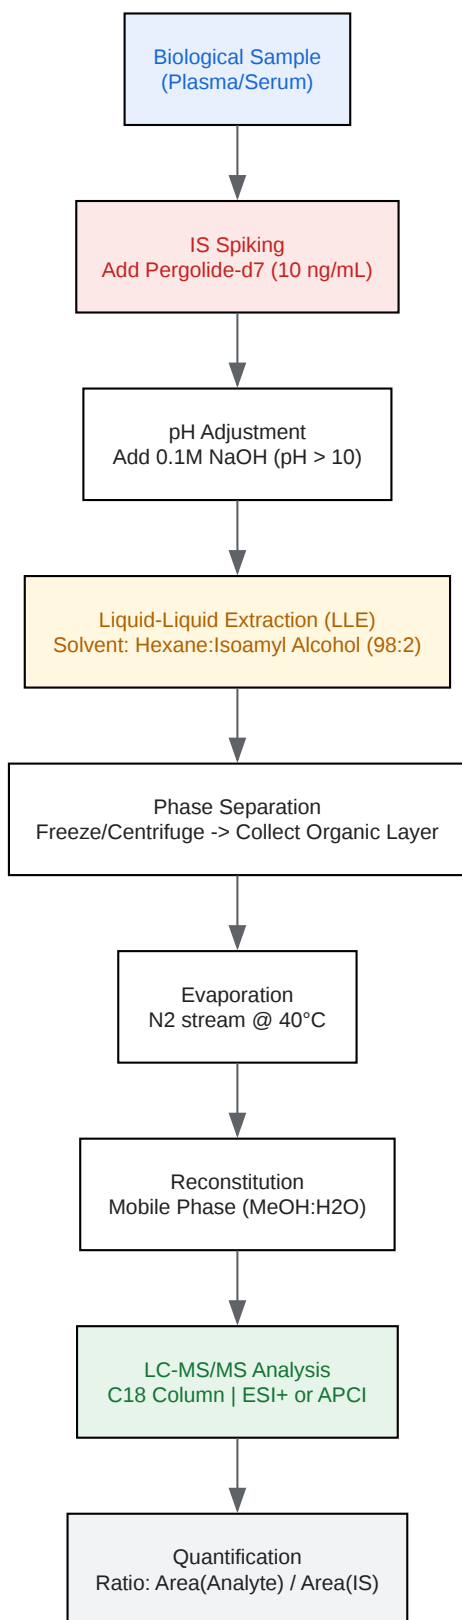 Biological Sample
(Plasma/Serum)
IS Spiking
Add Pergolide-d7 (10 ng/mL)
pH Adjustment
Add 0.1M NaOH (pH > 10)
Liquid-Liquid Extraction (LLE)
Solvent: Hexane:Isoamyl Alcohol (98:2)
Phase Separation
Freeze/Centrifuge -> Collect Organic Layer
Evaporation
N2 stream @ 40°C
Reconstitution
Mobile Phase (MeOH:H2O)
LC-MS/MS Analysis
C18 Column | ESI+ or APCI
Quantification
Ratio: Area(Analyte) / Area(IS)